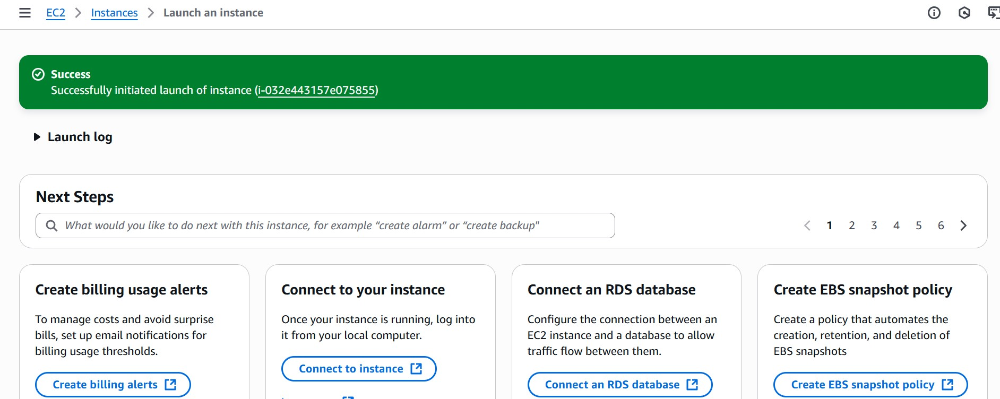 EC2 > Instances > Launch an instance
Success
Successfully initiated launch of instance (i-032e443157e075855)
Launch log
Next Steps
What would you like to do next with this instance, for example “create alarm” or “create backup"
1 2 3 4 5 6
Create billing usage alerts
To manage costs and avoid surprise
bills, set up email notifications for
billing usage thresholds.
Create billing alerts
Connect to your instance
Once your instance is running, log into
it from your local computer.
Connect to instance
Connect an RDS database
Configure the connection between an
EC2 instance and a database to allow
traffic flow between them.
Connect an RDS database
Create EBS snapshot policy
Create a policy that automates the
creation, retention, and deletion of
EBS snapshots
Create EBS snapshot policy